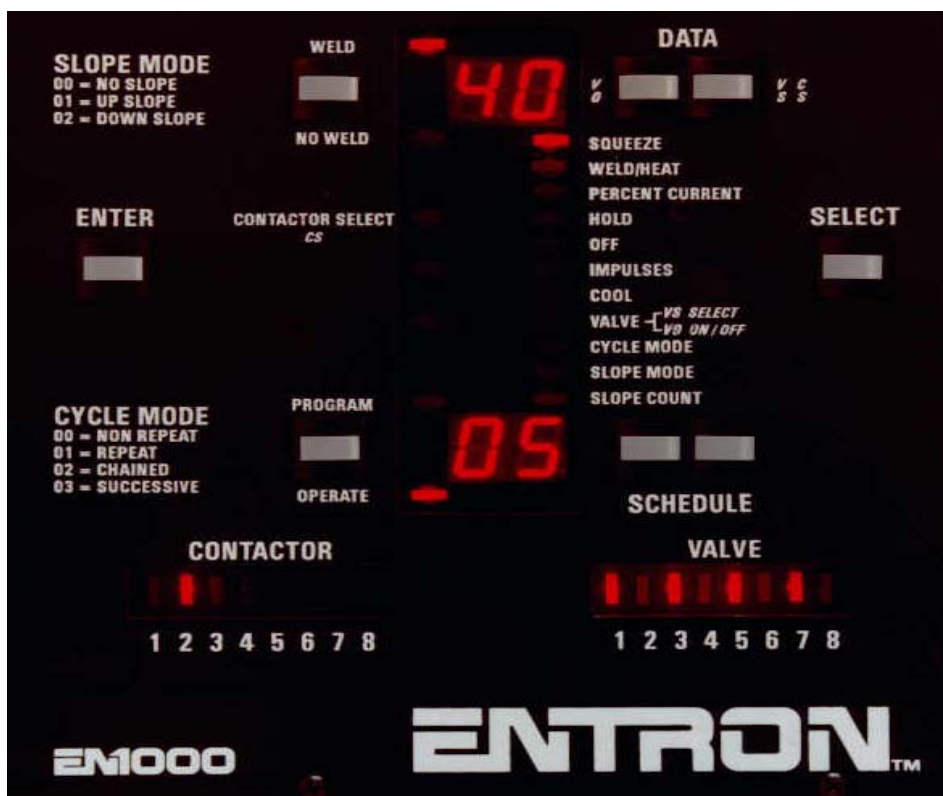 SLOPE MODE
00 = NO SLOPE
01 = UP SLOPE
02 = DOWN SLOPE
WELD
NO WELD
40
DATA
V
O
V C
S S
SQUEEZE
WELD/HEAT
PERCENT CURRENT
HOLD
OFF
IMPULSES
COOL
VALVE
VS SELECT
VO ON/OFF
CYCLE MODE
SLOPE MODE
SLOPE COUNT
ENTER
CONTACTOR SELECT
CS
SELECT
CYCLE MODE
00 = NON REPEAT
01 = REPEAT
02 = CHAINED
03 = SUCCESSIVE
PROGRAM
OPERATE
05
SCHEDULE
CONTACTOR
1 2 3 4 5 6 7 8
VALVE
1 2 3 4 5 6 7 8
EN1000
ENTRON TM